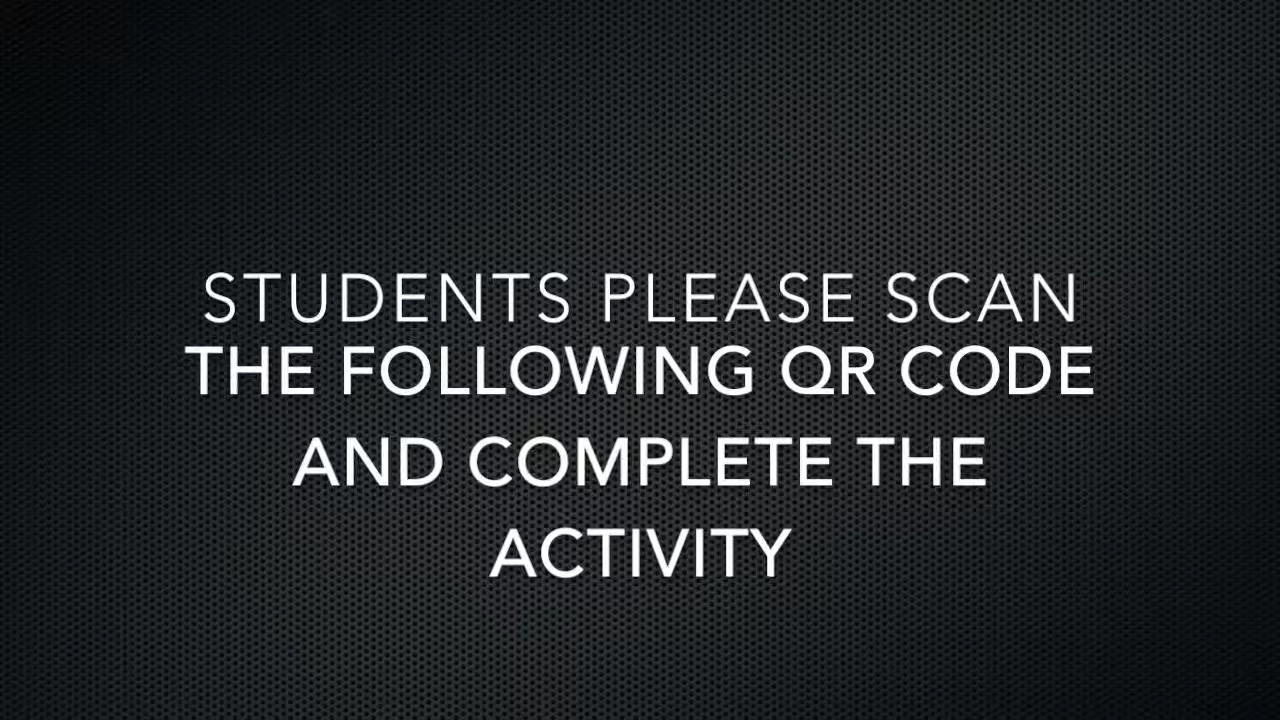 STUDENTS PLEASE SCAN
THE FOLLOWING QR CODE
AND COMPLETE THE
ACTIVITY